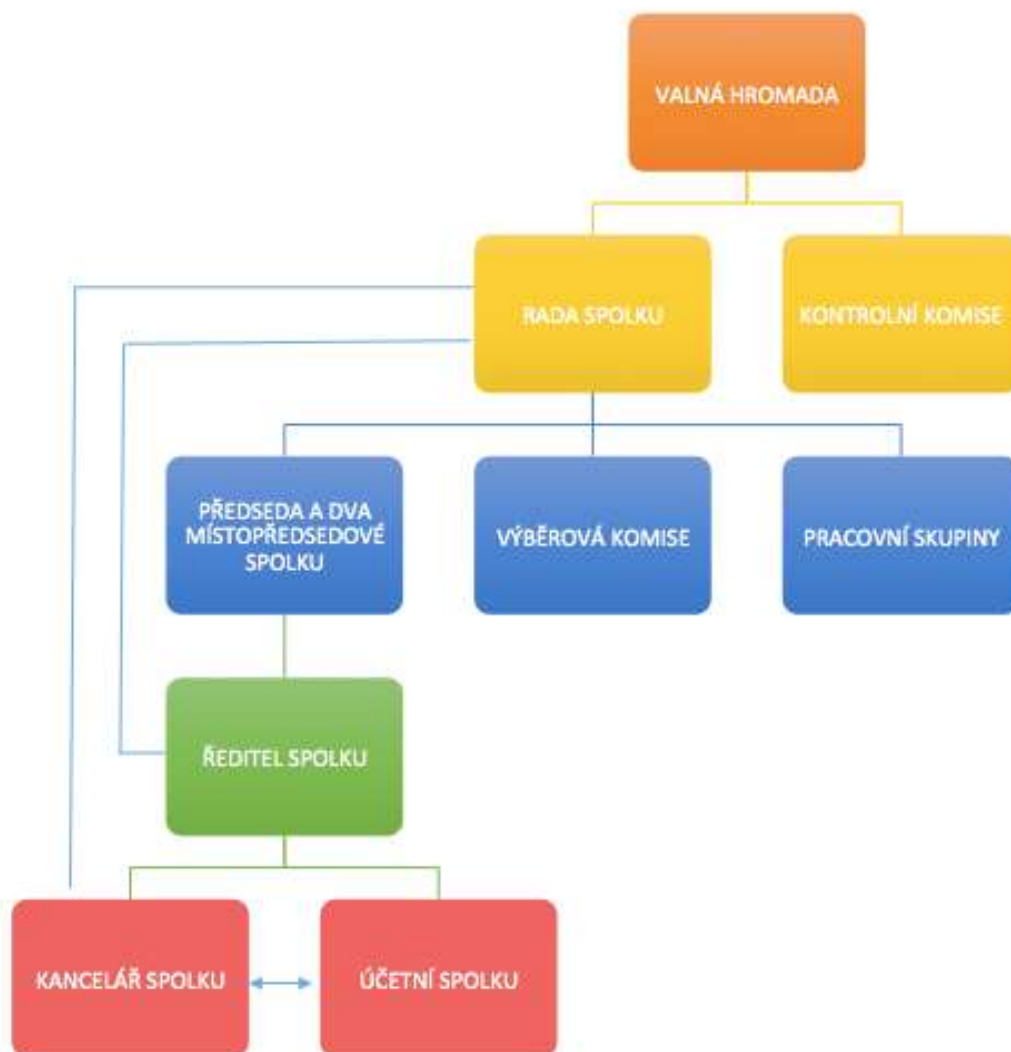 VALNÁ HROMADA
RADA SPOLKU
KONTROLNÍ KOMISE
PŘEDSEDA A DVA
MÍSTOPŘEDSEDOVÉ
SPOLKU
VÝBĚROVÁ KOMISE
PRACOVNÍ SKUPINY
ŘEDITEL SPOLKU
KANCELÁŘ SPOLKU
ÚČETNÍ SPOLKU